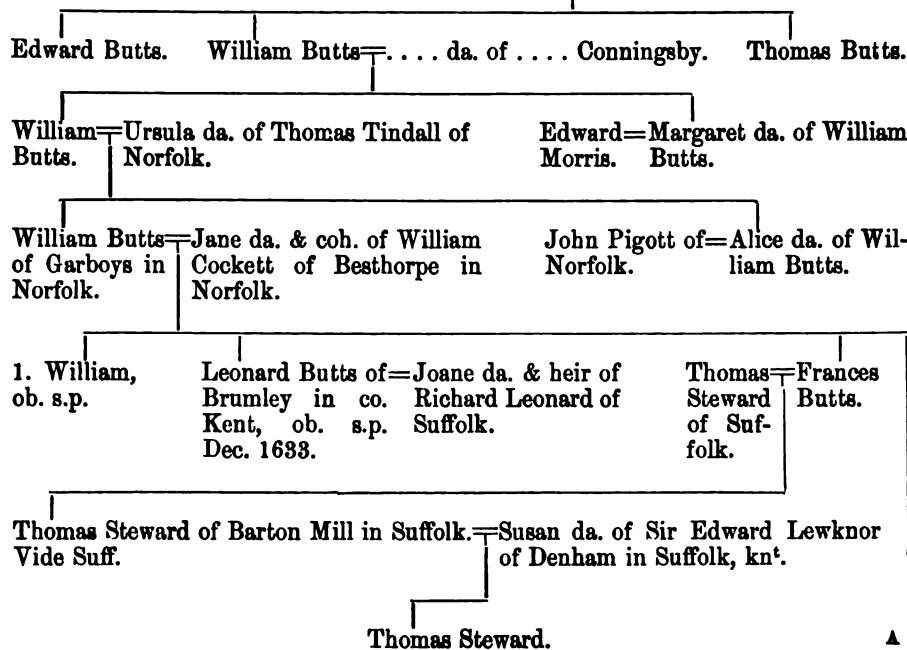 Edward Butts. William Butts=. . . . da. of . . . . Conningsby. Thomas Butts.
William=Ursula da. of Thomas Tindall of
Butts. Norfolk.
Edward=Margaret da. of William
Morris. Butts.
William Butts=Jane da. & coh. of William
of Garboys in Cockett of Besthorpe in
Norfolk. Norfolk.
John Pigott of=Alice da. of Wil-
Norfolk. liam Butts.
1. William,
ob. s.p.
Leonard Butts of=Joane da. & heir of
Brumley in co. Richard Leonard of
Kent, ob. s.p. Suffolk.
Dec. 1633.
Thomas=Frances
Steward Butts.
of Suf-
folk.
Thomas Steward of Barton Mill in Suffolk.=Susan da. of Sir Edward Lewknor
Vide Suff. of Denham in Suffolk, knᵗ.
Thomas Steward.
A